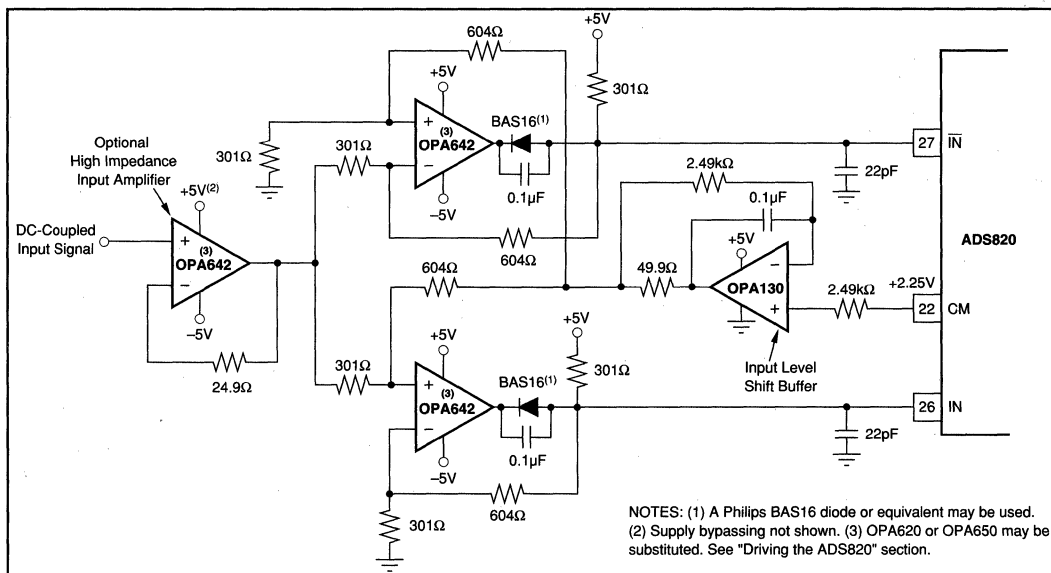 604Ω
+5V
+5V
301Ω
BAS16(1)
+
(3)
OPA642
−
301Ω
301Ω
−5V
0.1µF
604Ω
Optional
High Impedance
Input Amplifier
+5V(2)
DC-Coupled
Input Signal
+
(3)
OPA642
−
−5V
24.9Ω
27
IN
22pF
2.49kΩ
0.1µF
+5V
−
OPA130
+
49.9Ω
2.49kΩ
+2.25V
22
CM
ADS820
Input Level
Shift Buffer
604Ω
+5V
+5V
301Ω
301Ω
BAS16(1)
+
(3)
OPA642
−
−5V
0.1µF
604Ω
301Ω
26
IN
22pF
NOTES: (1) A Philips BAS16 diode or equivalent may be used.
(2) Supply bypassing not shown. (3) OPA620 or OPA650 may be
substituted. See "Driving the ADS820" section.